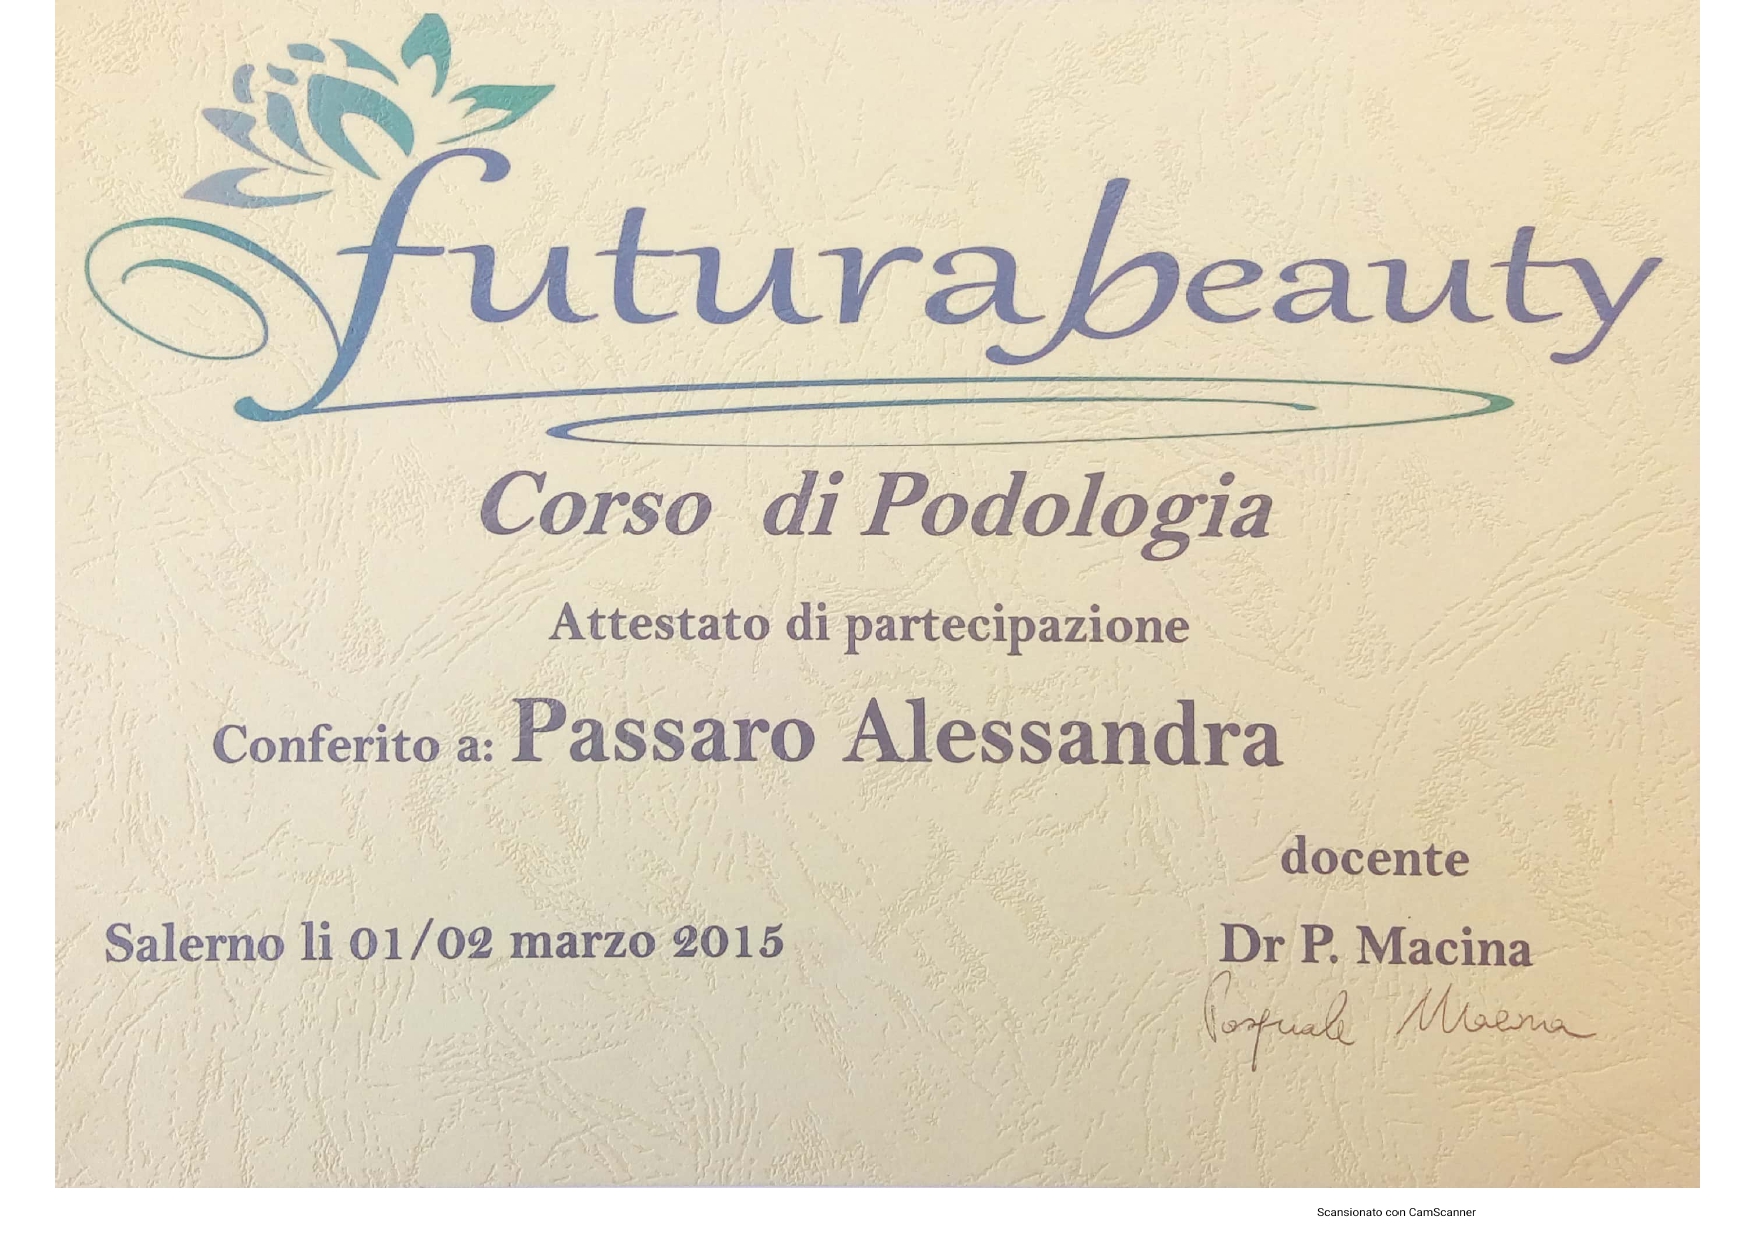 futurabeauty
Corso di Podologia
Attestato di partecipazione
Conferito a: Passaro Alessandra
docente
Salerno li 01/02 marzo 2015
Dr P. Macina
Pasquale Macina
Scansionato con CamScanner